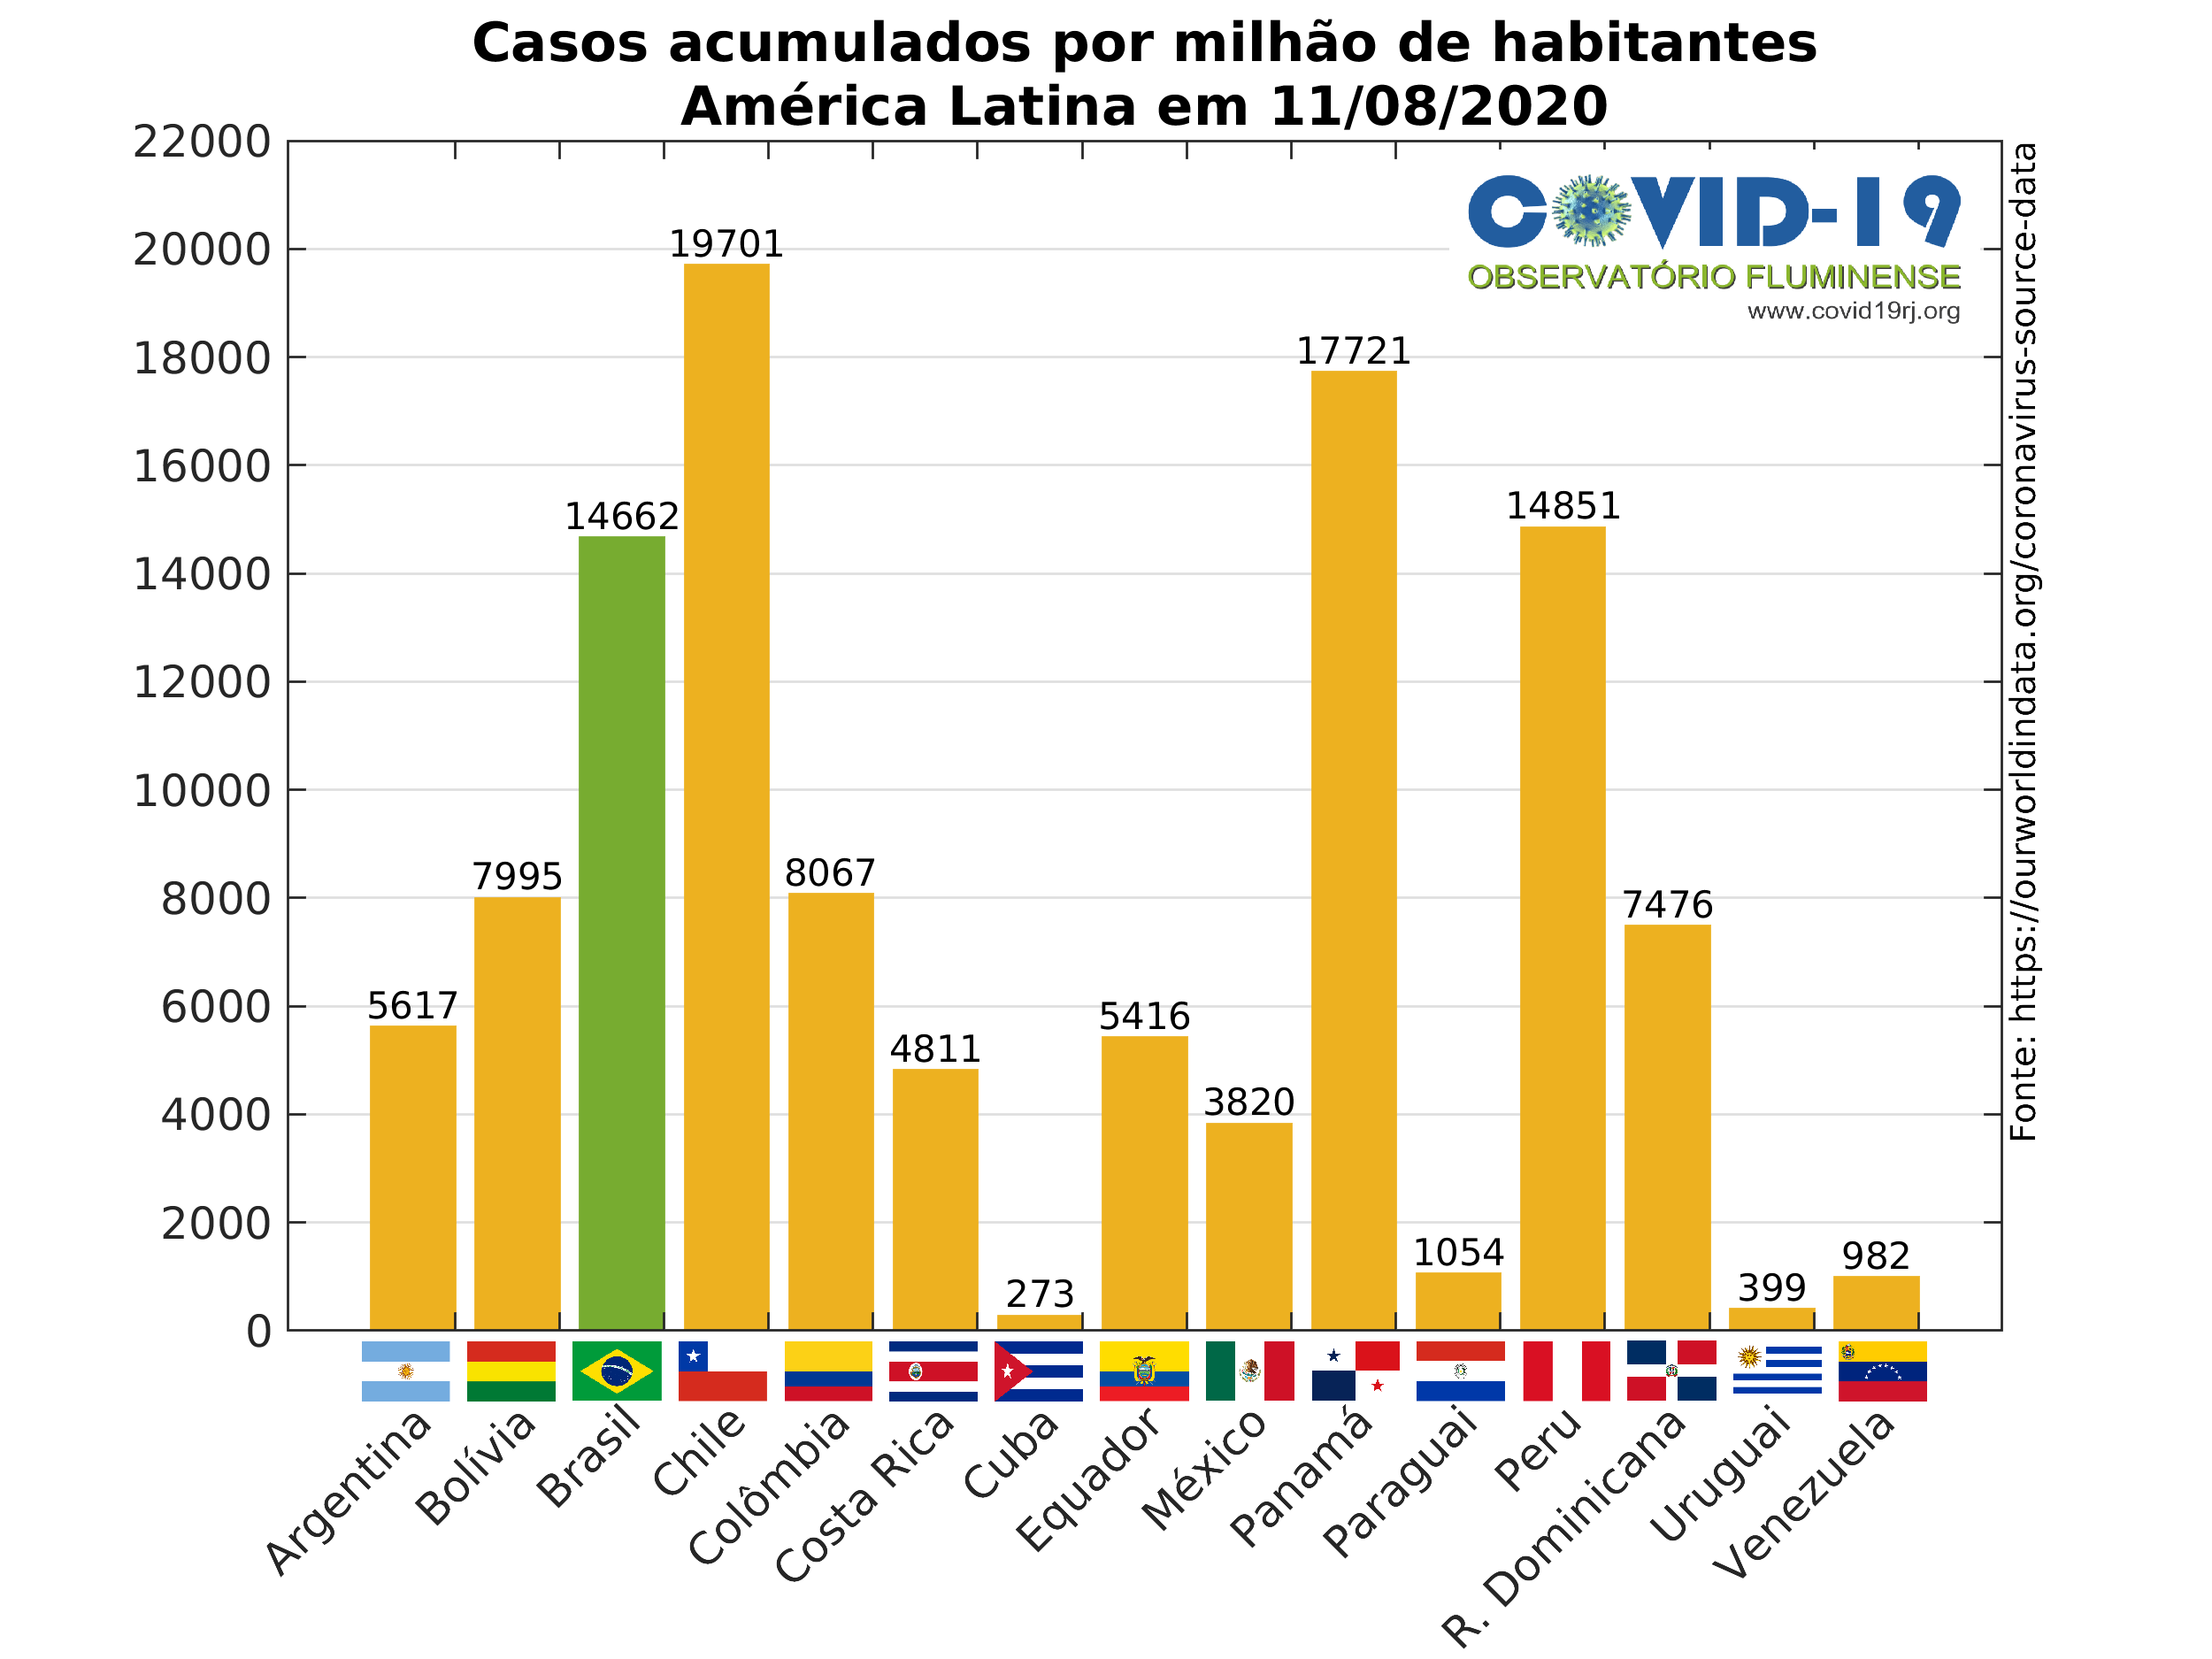 Casos acumulados por milhão de habitantes
América Latina em 11/08/2020
22000
20000
18000
16000
14000
12000
10000
8000
6000
4000
2000
0
5617
7995
14662
19701
8067
4811
273
5416
3820
17721
1054
14851
7476
399
982
COVID-19
OBSERVATÓRIO FLUMINENSE
www.covid19rj.org
Fonte: https://ourworldindata.org/coronavirus-source-data
Argentina
Bolívia
Brasil
Chile
Colômbia
Costa Rica
Cuba
Equador
México
Panamá
Paraguai
Peru
R. Dominicana
Uruguai
Venezuela